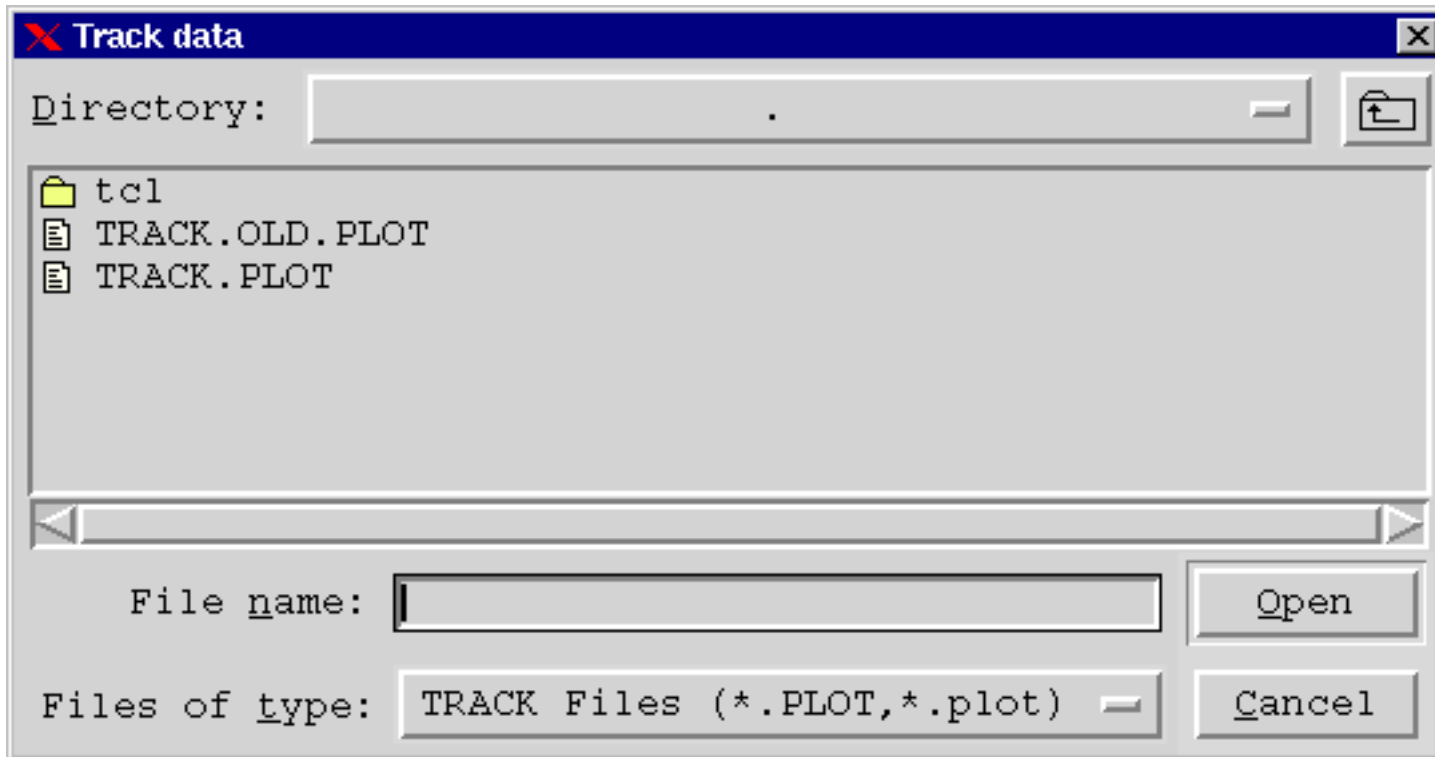 Track data
Directory: .
tcl
TRACK.OLD.PLOT
TRACK.PLOT
File name: Open
Files of type: TRACK Files (*.PLOT,*.plot) Cancel